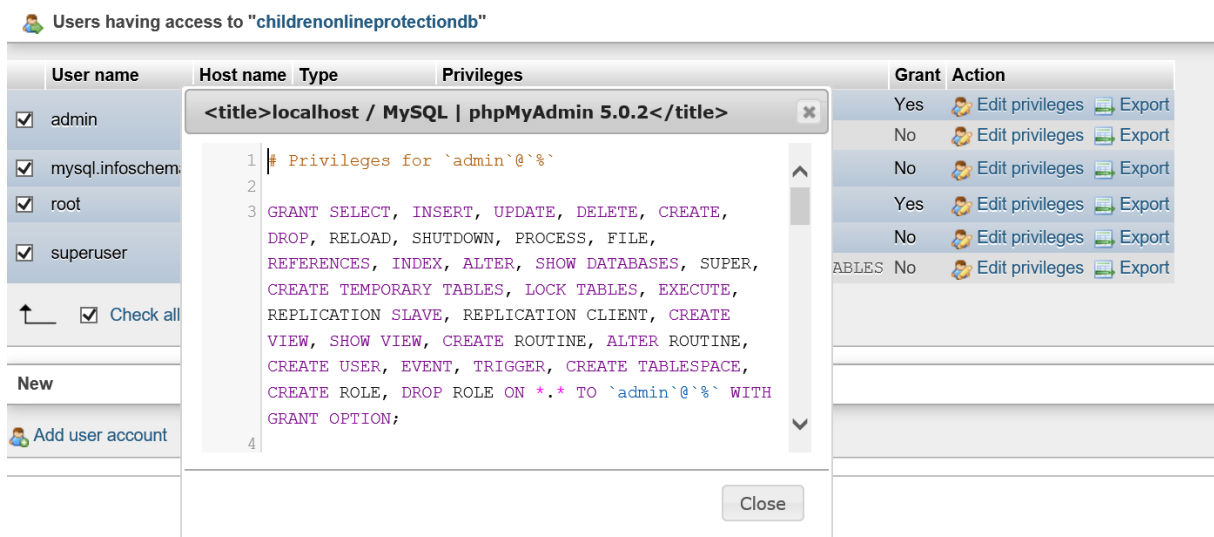 Users having access to "childrenonlineprotectiondb"
User name Host name Type Privileges Grant Action
<title>localhost / MySQL | phpMyAdmin 5.0.2</title>
admin
Yes Edit privileges Export
No Edit privileges Export
mysql.infoschem
No Edit privileges Export
root
Yes Edit privileges Export
superuser
No Edit privileges Export
ABLES No Edit privileges Export
Check all
New
Add user account
1 # Privileges for `admin`@`%`
2
3 GRANT SELECT, INSERT, UPDATE, DELETE, CREATE,
DROP, RELOAD, SHUTDOWN, PROCESS, FILE,
REFERENCES, INDEX, ALTER, SHOW DATABASES, SUPER,
CREATE TEMPORARY TABLES, LOCK TABLES, EXECUTE,
REPLICATION SLAVE, REPLICATION CLIENT, CREATE
VIEW, SHOW VIEW, CREATE ROUTINE, ALTER ROUTINE,
CREATE USER, EVENT, TRIGGER, CREATE TABLESPACE,
CREATE ROLE, DROP ROLE ON *.* TO `admin`@`%` WITH
GRANT OPTION;
4
Close